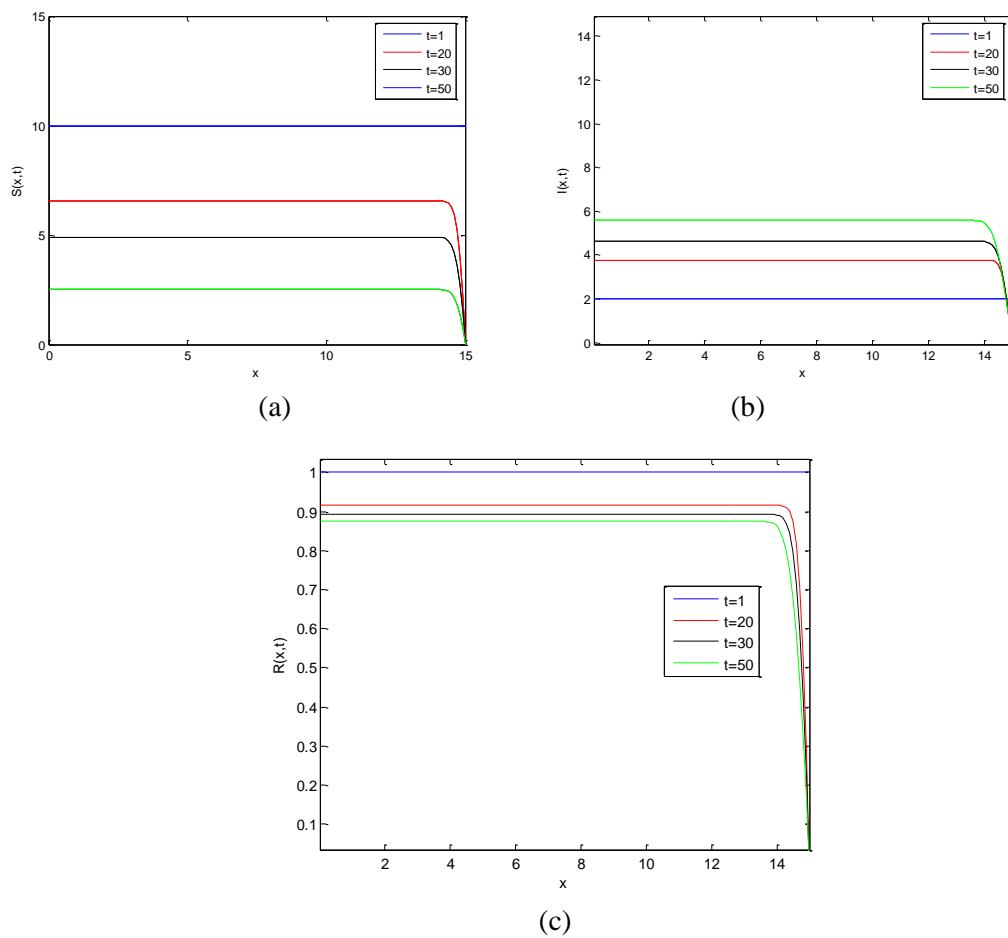 15
10
5
0
S(x,t)
0 5 10 15
x
t=1
t=20
t=30
t=50
(a)
14
12
10
8
6
4
2
0
I(x,t)
2 4 6 8 10 12 14
x
t=1
t=20
t=30
t=50
(b)
1
0.9
0.8
0.7
0.6
0.5
0.4
0.3
0.2
0.1
R(x,t)
2 4 6 8 10 12 14
x
t=1
t=20
t=30
t=50
(c)